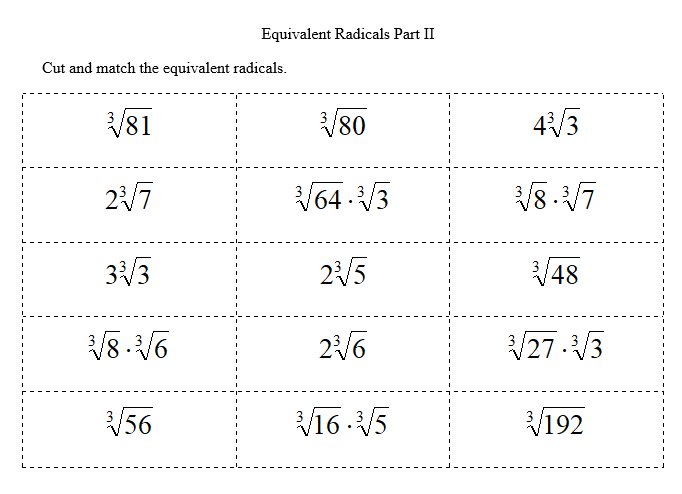 Equivalent Radicals Part II
Cut and match the equivalent radicals.
∛81 ∛80 4∛3
2∛7 ∛64 · ∛3 ∛8 · ∛7
3∛3 2∛5 ∛48
∛8 · ∛6 2∛6 ∛27 · ∛3
∛56 ∛16 · ∛5 ∛192